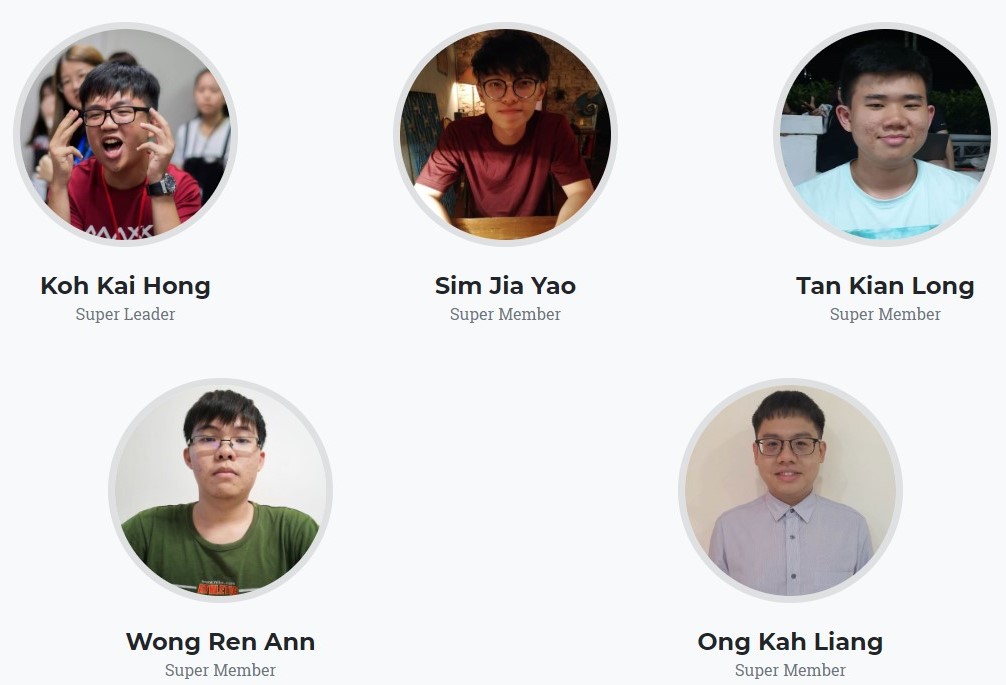 Koh Kai Hong
Super Leader
Sim Jia Yao
Super Member
Tan Kian Long
Super Member
Wong Ren Ann
Super Member
Ong Kah Liang
Super Member